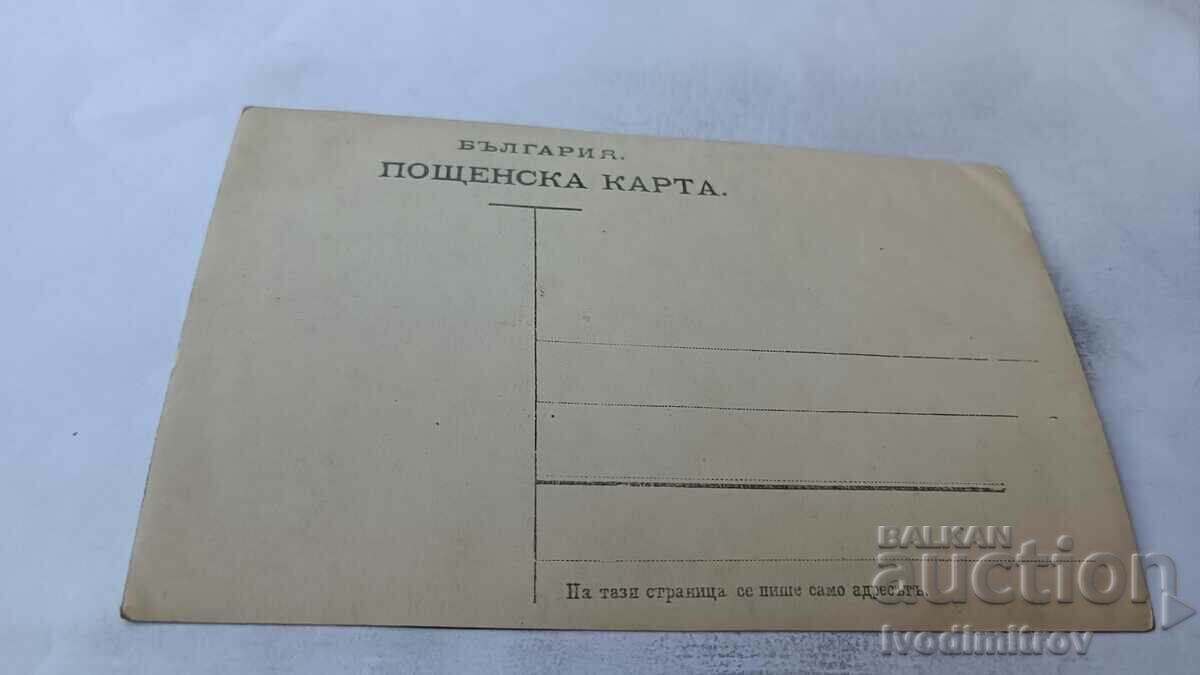 БЪЛГАРИЯ.
ПОЩЕНСКА КАРТА.
На тази страница се пише само адресътъ.
BALKAN
auction
Ivodimitrov